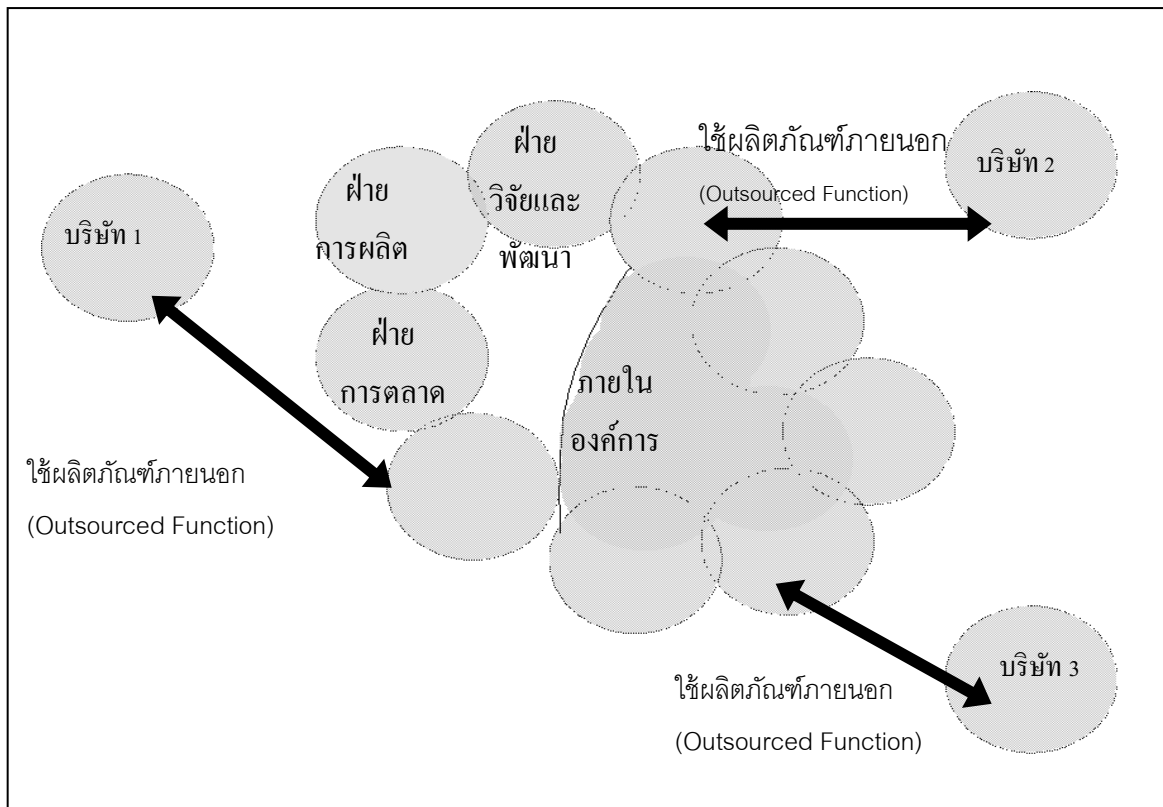 บริษัท 1
ฝ่าย
การผลิต
ฝ่าย
วิจัยและ
พัฒนา
ใช้ผลิตภัณฑ์ภายนอก
(Outsourced Function)
บริษัท 2
ฝ่าย
การตลาด
ภายใน
องค์การ
ใช้ผลิตภัณฑ์ภายนอก
(Outsourced Function)
บริษัท 3
ใช้ผลิตภัณฑ์ภายนอก
(Outsourced Function)